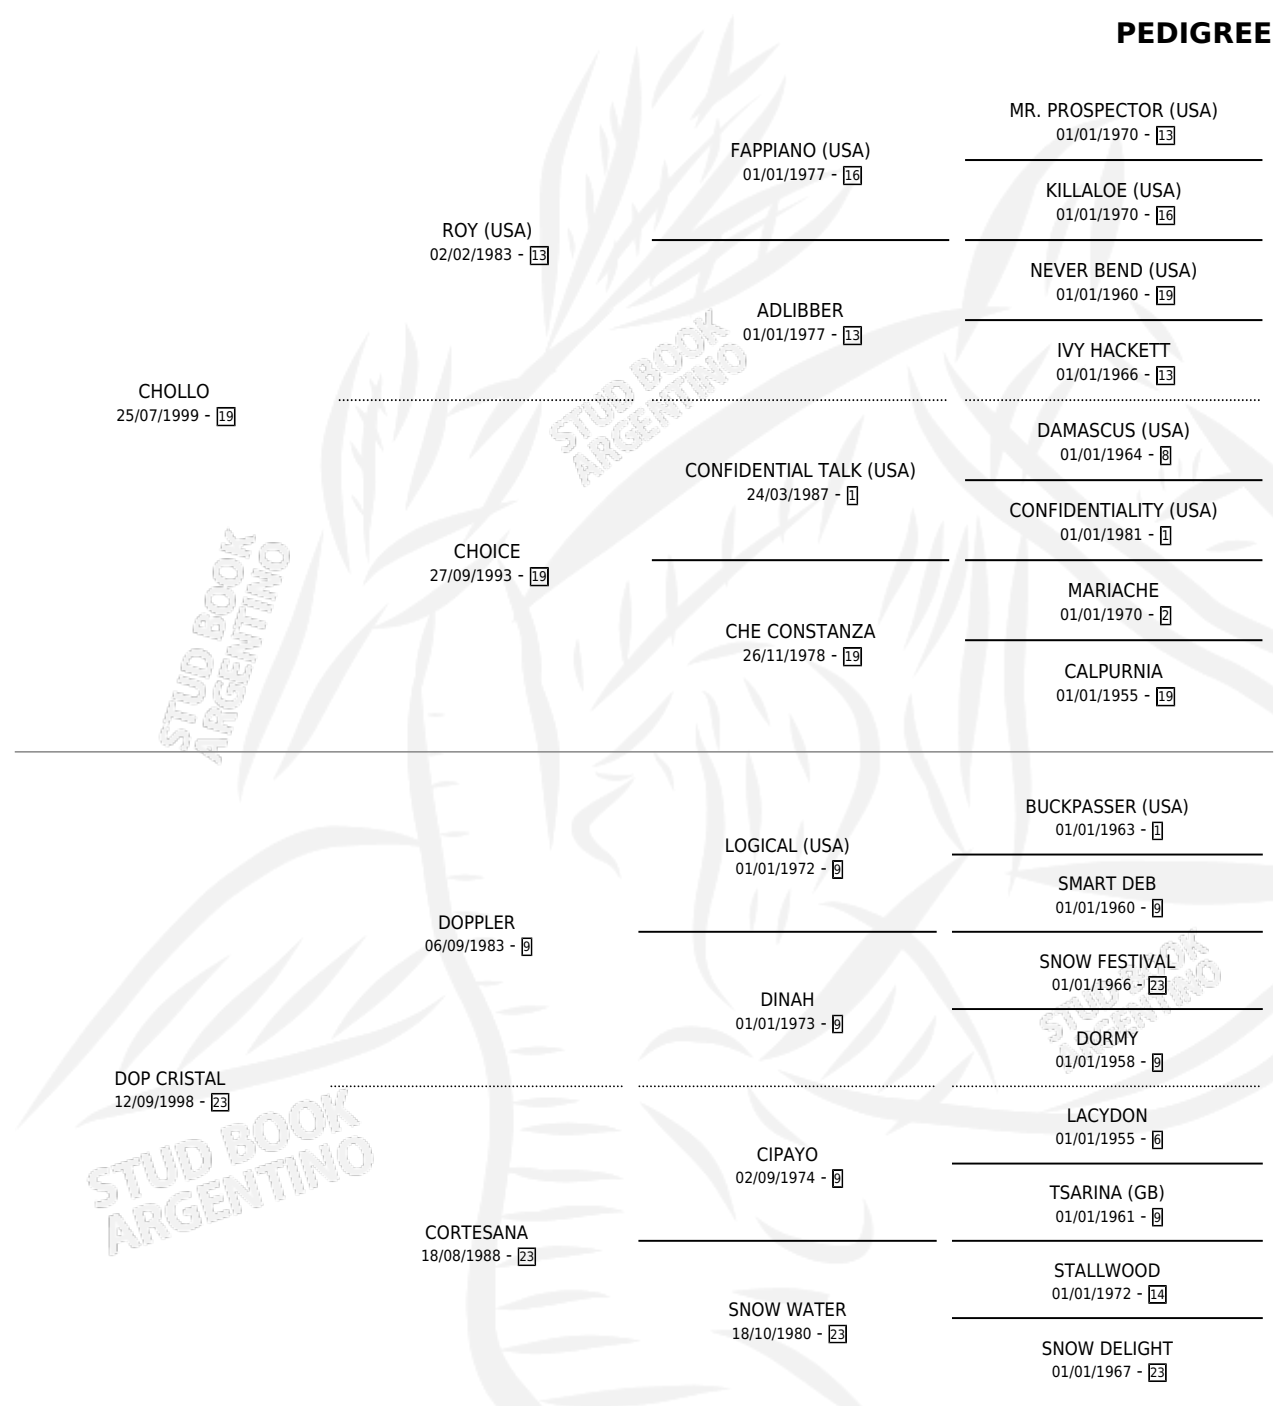 PEDIGREE
MR. PROSPECTOR (USA)
01/01/1970 - 13
FAPPIANO (USA)
01/01/1977 - 16
KILLALOE (USA)
01/01/1970 - 16
ROY (USA)
02/02/1983 - 13
NEVER BEND (USA)
01/01/1960 - 19
ADLIBBER
01/01/1977 - 13
IVY HACKETT
01/01/1966 - 13
CHOLLO
25/07/1999 - 19
STUD BOOK
ARGENTINO
DAMASCUS (USA)
01/01/1964 - 8
CONFIDENTIAL TALK (USA)
24/03/1987 - 1
CONFIDENTIALITY (USA)
01/01/1981 - 1
CHOICE
27/09/1993 - 19
MARIACHE
01/01/1970 - 2
CHE CONSTANZA
26/11/1978 - 19
CALPURNIA
01/01/1955 - 19
STUD BOOK
ARGENTINO
BUCKPASSER (USA)
01/01/1963 - 1
LOGICAL (USA)
01/01/1972 - 9
SMART DEB
01/01/1960 - 9
DOPPLER
06/09/1983 - 9
SNOW FESTIVAL
01/01/1966 - 23
DINAH
01/01/1973 - 9
STUD BOOK
ARGENTINO
DORMY
01/01/1958 - 9
DOP CRISTAL
12/09/1998 - 23
LACYDON
01/01/1955 - 6
STUD BOOK
ARGENTINO
CIPAYO
02/09/1974 - 9
TSARINA (GB)
01/01/1961 - 9
CORTESANA
18/08/1988 - 23
STALLWOOD
01/01/1972 - 14
SNOW WATER
18/10/1980 - 23
SNOW DELIGHT
01/01/1967 - 23